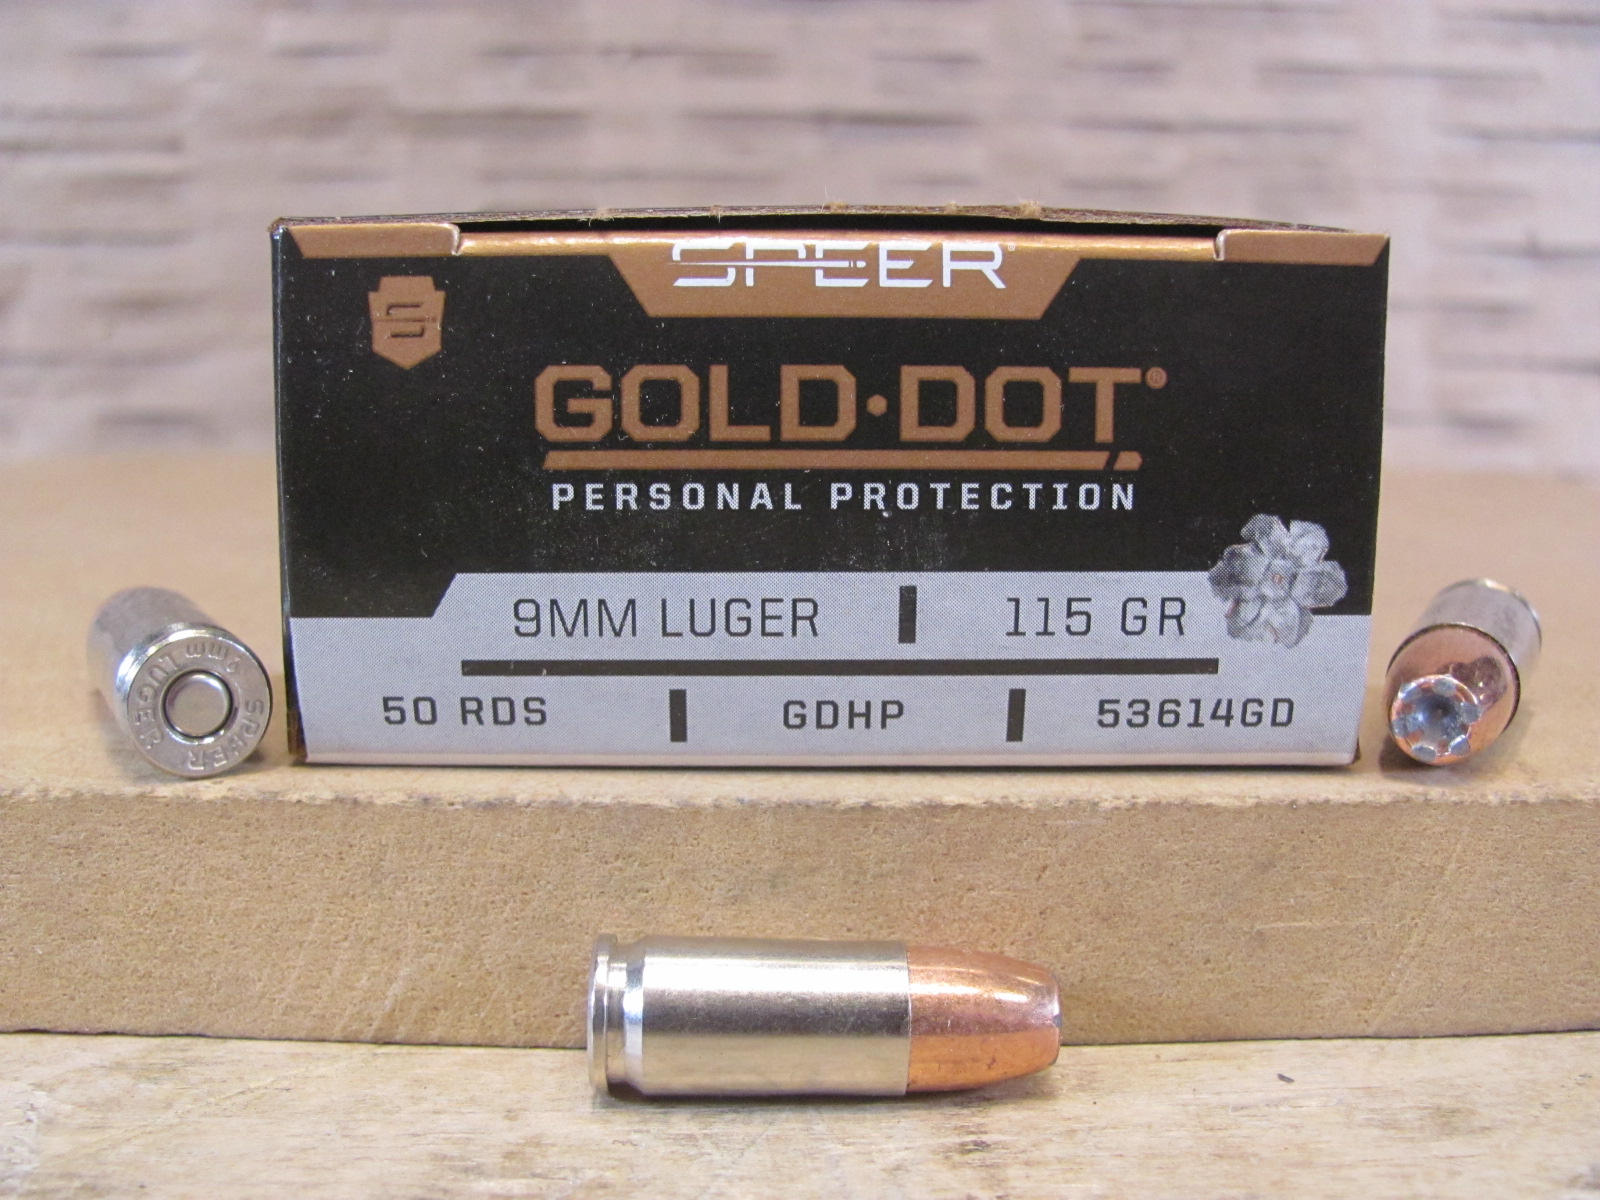 SPEER®
GOLD·DOT®
PERSONAL PROTECTION
9MM LUGER | 115 GR
50 RDS | GDHP | 53614GD
SPEER
9mm LUGER